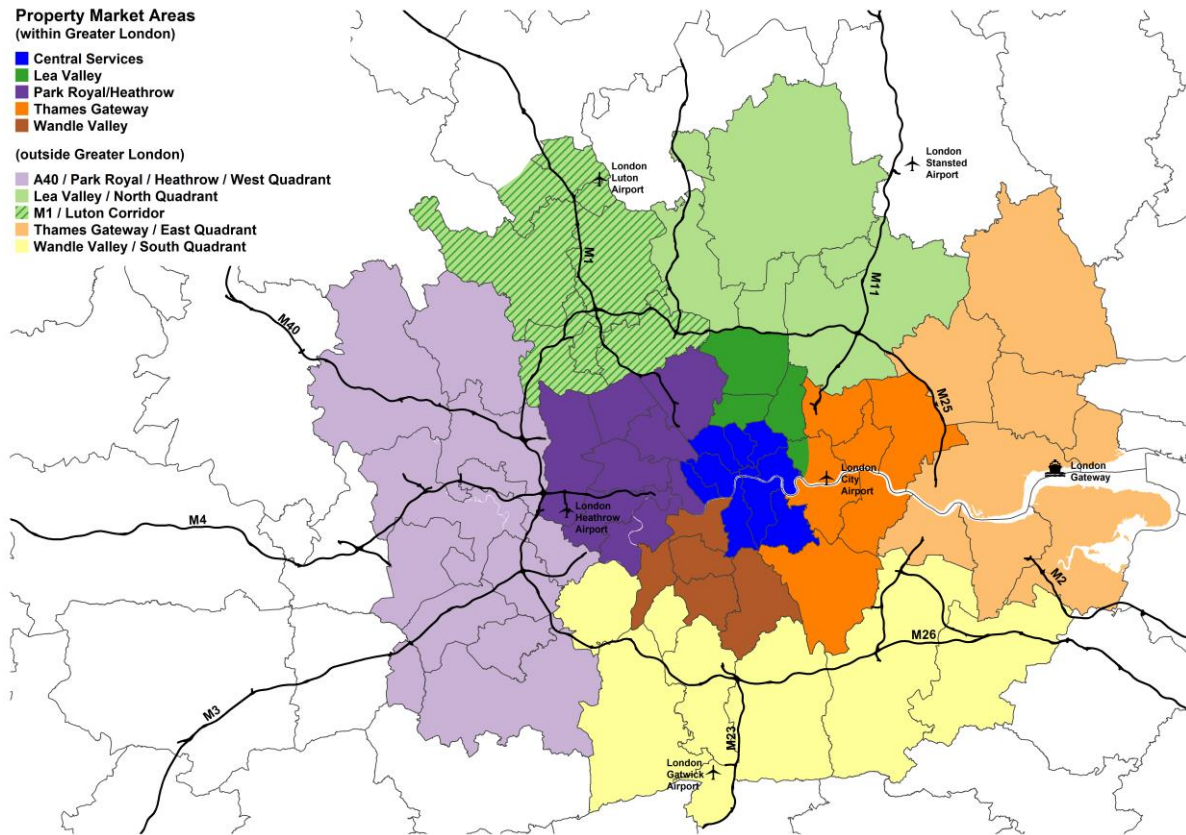 Property Market Areas
(within Greater London)
Central Services
Lea Valley
Park Royal/Heathrow
Thames Gateway
Wandle Valley
(outside Greater London)
A40 / Park Royal / Heathrow / West Quadrant
Lea Valley / North Quadrant
M1 / Luton Corridor
Thames Gateway / East Quadrant
Wandle Valley / South Quadrant
London
Luton
Airport
London
Stansted
Airport
M1
M11
M40
M25
London
City
Airport
London
Gateway
London
Heathrow
Airport
M4
M2
M26
M3
M23
London
Gatwick
Airport